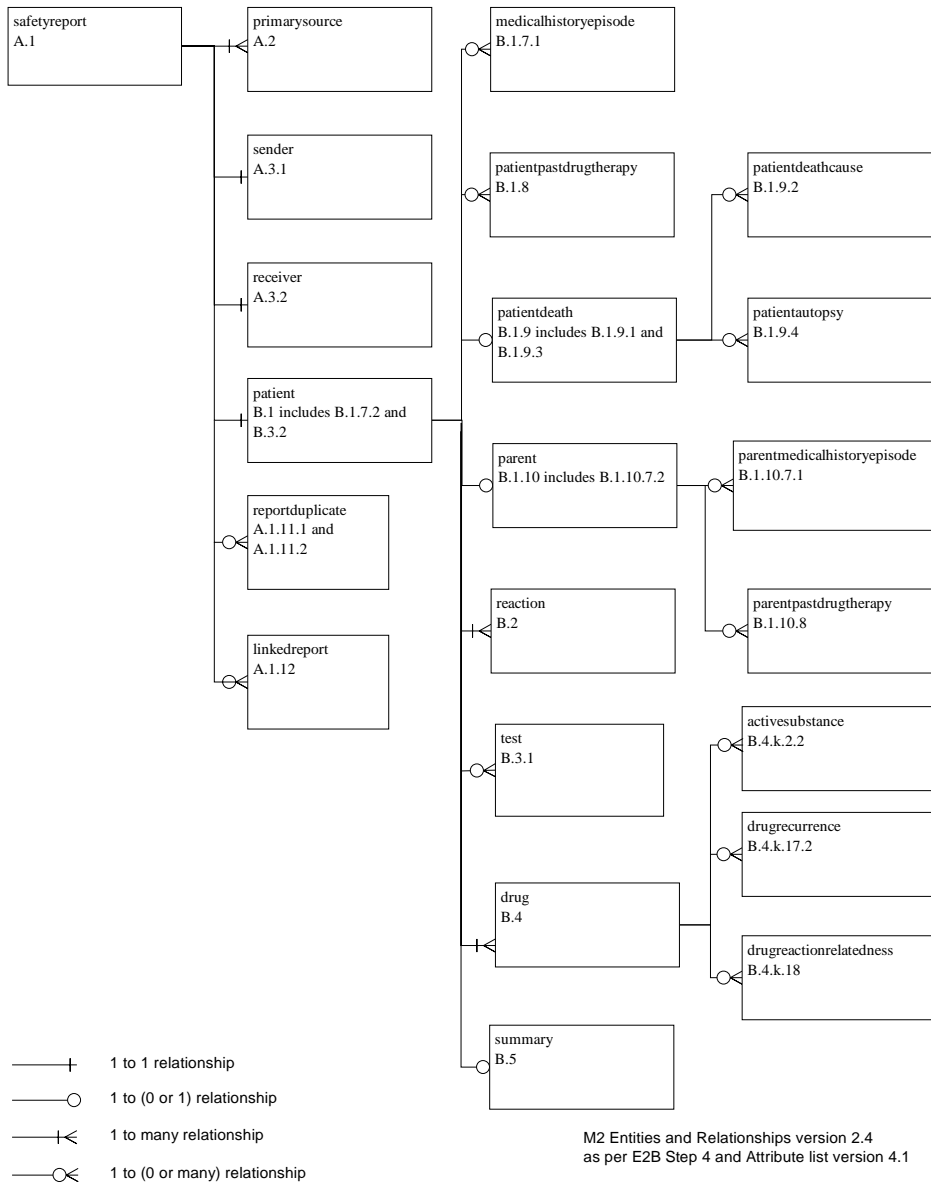 safetyreport
A.1
primarysource
A.2
sender
A.3.1
receiver
A.3.2
patient
B.1 includes B.1.7.2 and
B.3.2
reportduplicate
A.1.11.1 and
A.1.11.2
linkedreport
A.1.12
medicalhistoryepisode
B.1.7.1
patientpastdrugtherapy
B.1.8
patientdeath
B.1.9 includes B.1.9.1 and
B.1.9.3
parent
B.1.10 includes B.1.10.7.2
reaction
B.2
test
B.3.1
drug
B.4
summary
B.5
patientdeathcause
B.1.9.2
patientautopsy
B.1.9.4
parentmedicalhistoryepisode
B.1.10.7.1
parentpastdrugtherapy
B.1.10.8
activesubstance
B.4.k.2.2
drugrecurrence
B.4.k.17.2
drugreactionrelatedness
B.4.k.18
1 to 1 relationship
1 to (0 or 1) relationship
1 to many relationship
1 to (0 or many) relationship
M2 Entities and Relationships version 2.4
as per E2B Step 4 and Attribute list version 4.1